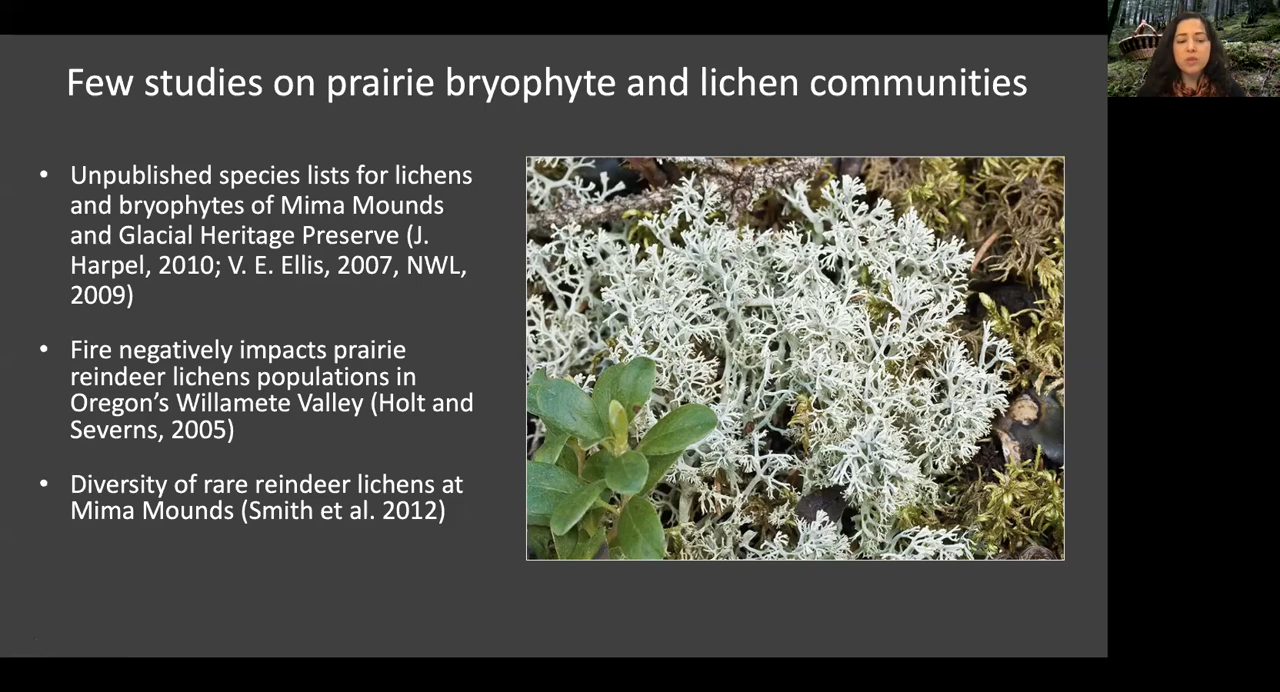 Few studies on prairie bryophyte and lichen communities
• Unpublished species lists for lichens
and bryophytes of Mima Mounds
and Glacial Heritage Preserve (J.
Harpel, 2010; V. E. Ellis, 2007, NWL,
2009)
• Fire negatively impacts prairie
reindeer lichens populations in
Oregon’s Willamete Valley (Holt and
Severns, 2005)
• Diversity of rare reindeer lichens at
Mima Mounds (Smith et al. 2012)